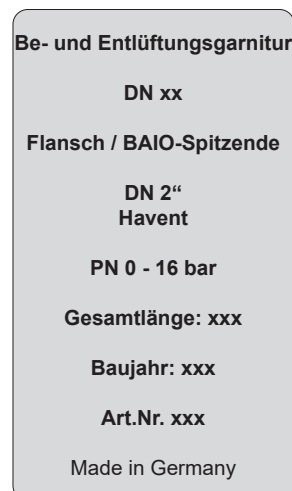 Be- und Entlüftungsgarnitur
DN xx
Flansch / BAIO-Spitzende
DN 2“
Havent
PN 0 - 16 bar
Gesamtlänge: xxx
Baujahr: xxx
Art.Nr. xxx
Made in Germany